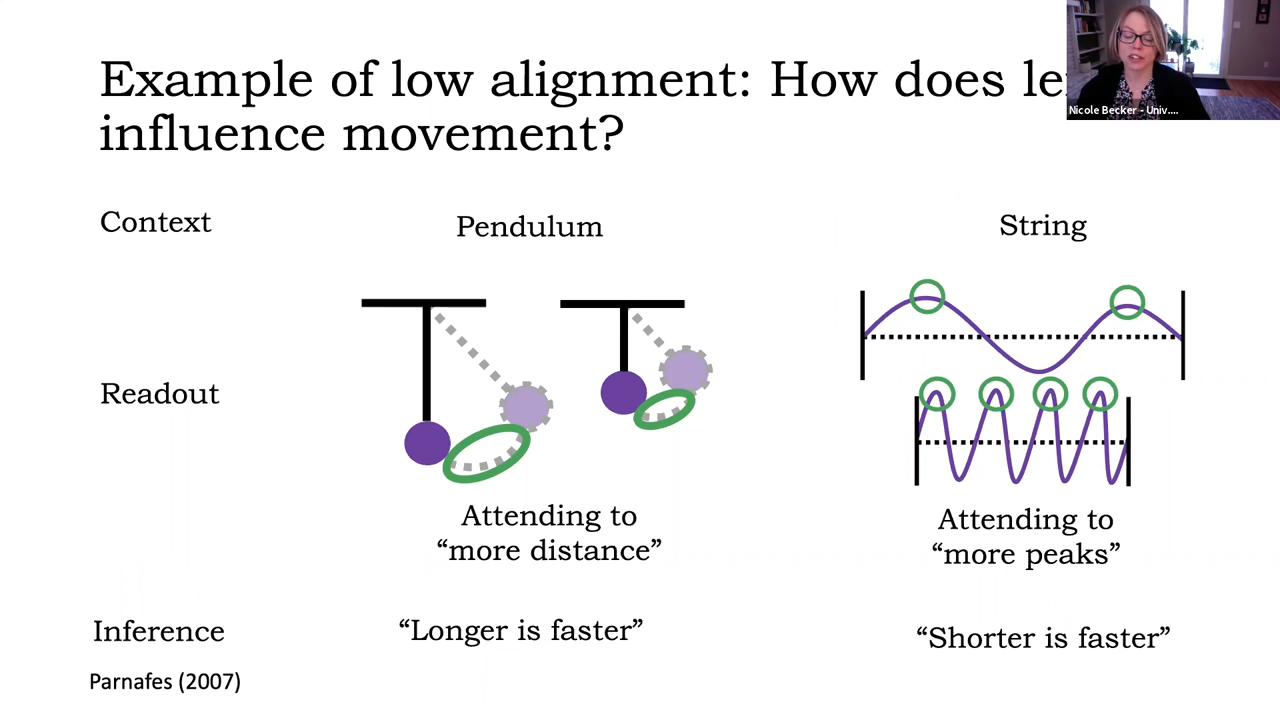 Example of low alignment: How does
influence movement?
Nicole Becker - Univ....
Context
Pendulum
String
Readout
Attending to
“more distance”
Attending to
“more peaks”
Inference
“Longer is faster”
“Shorter is faster”
Parnafes (2007)